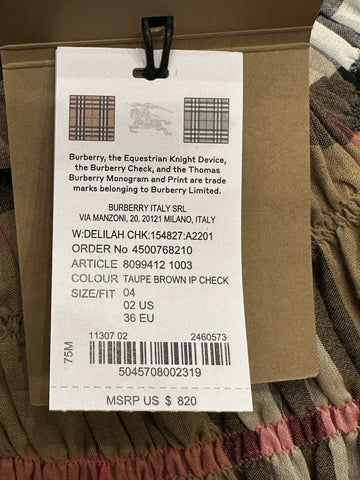 Burberry, the Equestrian Knight Device,
the Burberry Check, and the Thomas
Burberry Monogram and Print are trade
marks belonging to Burberry Limited.
BURBERRY ITALY SRL
VIA MANZONI, 20, 20121 MILANO, ITALY
W:DELILAH CHK:154827:A2201
ORDER No 4500768210
ARTICLE 8099412 1003
COLOUR TAUPE BROWN IP CHECK
SIZE/FIT 04
02 US
36 EU
75M
11307 02 2460573
5045708002319
MSRP US $ 820